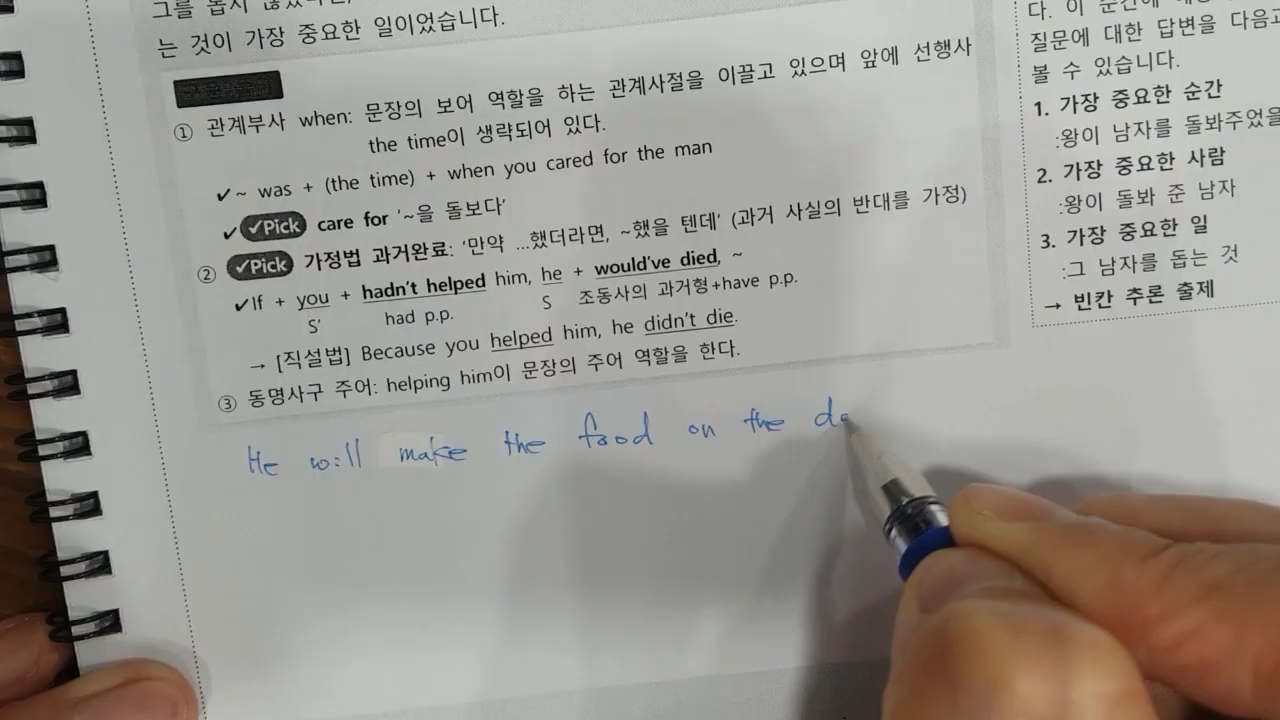 그를 돕지 않았더라면,
는 것이 가장 중요한 일이었습니다.
① 관계부사 when: 문장의 보어 역할을 하는 관계사절을 이끌고 있으며 앞에 선행사
the time이 생략되어 있다.
✓~ was + (the time) + when you cared for the man
✓ ✓Pick care for '~을 돌보다'
② ✓Pick 가정법 과거완료: '만약 …했더라면, ~했을 텐데' (과거 사실의 반대를 가정)
✓If + you + hadn't helped him, he + would've died, ~
S' had p.p. S 조동사의 과거형+have p.p.
→ [직설법] Because you helped him, he didn't die.
③ 동명사구 주어: helping him이 문장의 주어 역할을 한다.
He will make the food on the
다. 이 순간에
질문에 대한 답변을 다음과
볼 수 있습니다.
1. 가장 중요한 순간
:왕이 남자를 돌봐주었을
2. 가장 중요한 사람
:왕이 돌봐 준 남자
3. 가장 중요한 일
:그 남자를 돕는 것
→ 빈칸 추론 출제